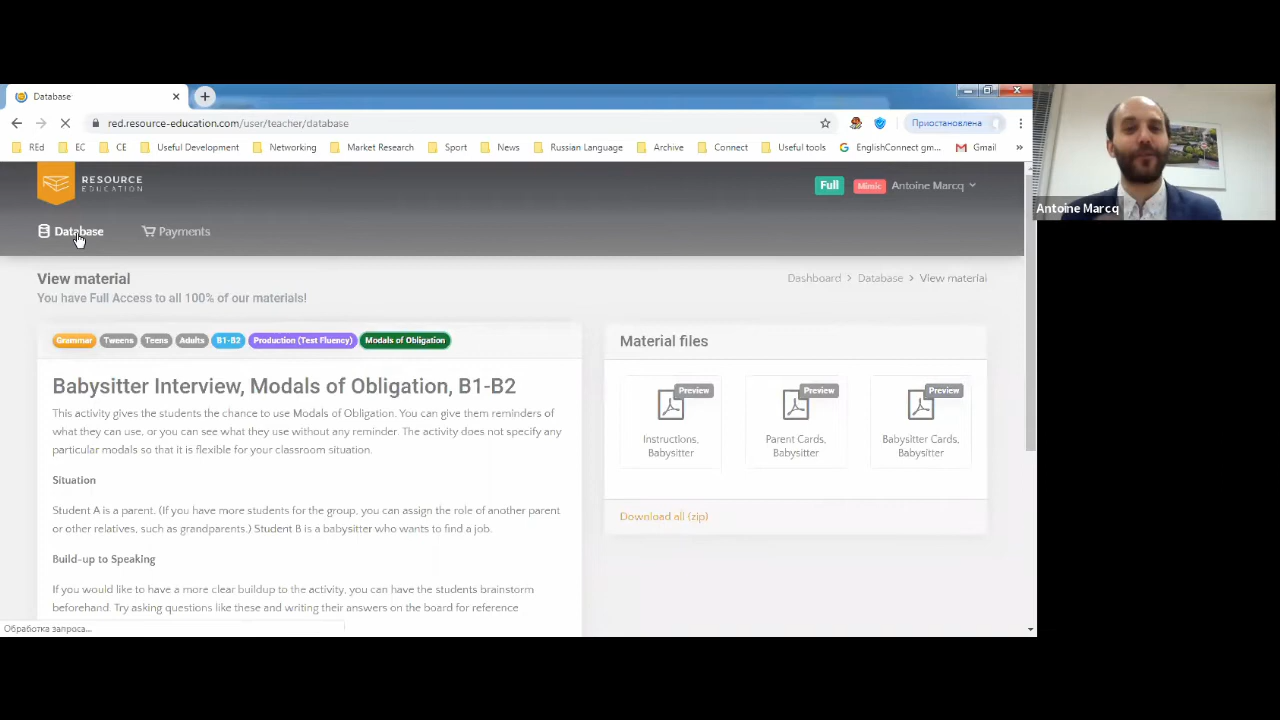 Database
red.resource-education.com/user/teacher/database
Приостановлена
REd
EC
CE
Useful Development
Networking
Market Research
Sport
News
Russian Language
Archive
Connect
Useful tools
EnglishConnect gm...
Gmail
»
RESOURCE
EDUCATION
Full
Mimic
Antoine Marcq
Antoine Marcq
Database
Payments
View material
Dashboard > Database > View material
You have Full Access to all 100% of our materials!
Grammar
Tweens
Teens
Adults
B1-B2
Production (Test Fluency)
Modals of Obligation
Babysitter Interview, Modals of Obligation, B1-B2
This activity gives the students the chance to use Modals of Obligation. You can give them reminders of
what they can use, or you can see what they use without any reminder. The activity does not specify any
particular modals so that it is flexible for your classroom situation.
Situation
Student A is a parent. (If you have more students for the group, you can assign the role of another parent
or other relatives, such as grandparents.) Student B is a babysitter who wants to find a job.
Build-up to Speaking
If you would like to have a more clear buildup to the activity, you can have the students brainstorm
beforehand. Try asking questions like these and writing their answers on the board for reference
Material files
Preview
Instructions,
Babysitter
Preview
Parent Cards,
Babysitter
Preview
Babysitter Cards,
Babysitter
Download all (zip)
Обработка запроса...